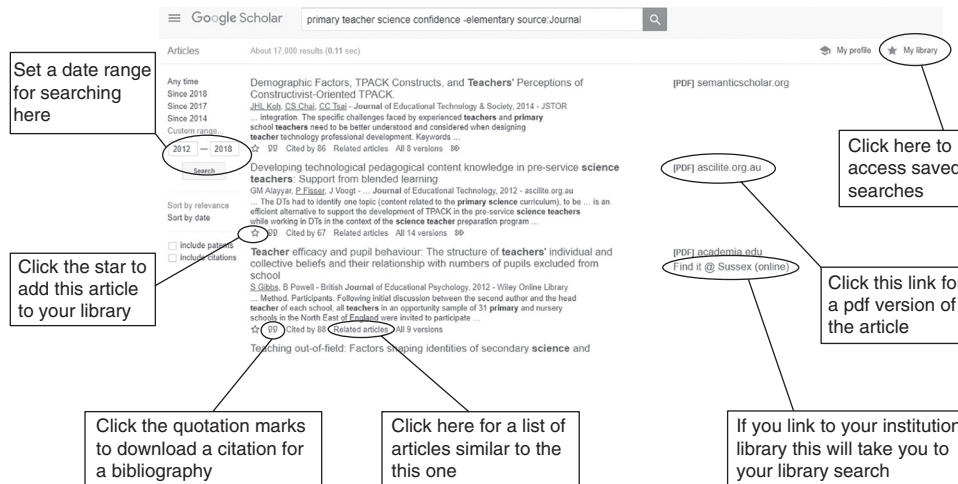 Google Scholar
primary teacher science confidence -elementary source:Journal
Articles
About 17,000 results (0.11 sec)
My profile
My library
Set a date range
for searching
here
Any time
Since 2018
Since 2017
Since 2014
Custom range...
2012 — 2018
Search
Sort by relevance
Sort by date
include patents
include citations
Demographic Factors, TPACK Constructs, and Teachers' Perceptions of
Constructivist-Oriented TPACK.
JHL Koh, CS Chai, CC Tsai - Journal of Educational Technology & Society, 2014 - JSTOR
... integration. The specific challenges faced by experienced teachers and primary
school teachers need to be better understood and considered when designing
teacher technology professional development. Keywords ...
Cited by 86 Related articles All 8 versions
[PDF] semanticscholar.org
Developing technological pedagogical content knowledge in pre-service science
teachers: Support from blended learning
GM Alayyar, P Fisser, J Voogt - ... Journal of Educational Technology, 2012 - ascilite.org.au
... The DTs had to identify one topic (content related to the primary science curriculum), to be ... is an
efficient alternative to support the development of TPACK in the pre-service science teachers
while working in DTs in the context of the science teacher preparation program ...
Cited by 67 Related articles All 14 versions
[PDF] ascilite.org.au
Teacher efficacy and pupil behaviour: The structure of teachers' individual and
collective beliefs and their relationship with numbers of pupils excluded from
school
S Gibbs, B Powell - British Journal of Educational Psychology, 2012 - Wiley Online Library
... Method. Participants. Following initial discussion between the second author and the head
teacher of each school, all teachers in an opportunity sample of 31 primary and nursery
schools in the North East of England were invited to participate ...
Cited by 88 Related articles All 9 versions
[PDF] academia edu
Find it @ Sussex (online)
Teaching out-of-field: Factors shaping identities of secondary science and
Click here to
access saved
searches
Click the star to
add this article
to your library
Click this link for
a pdf version of
the article
Click the quotation marks
to download a citation for
a bibliography
Click here for a list of
articles similar to the
this one
If you link to your institution
library this will take you to
your library search